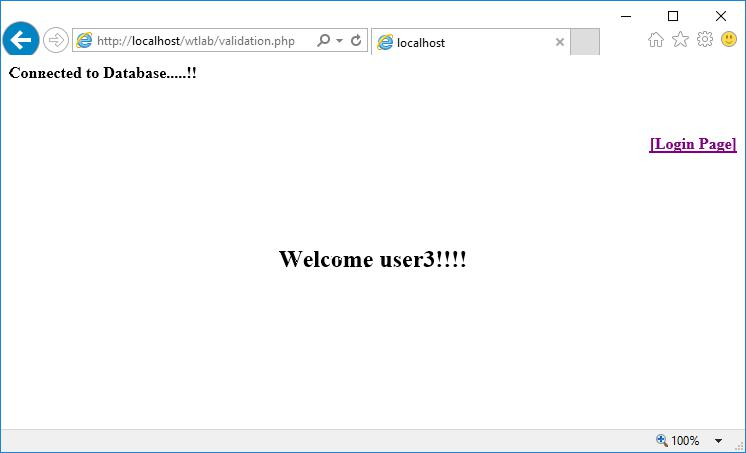 http://localhost/wtlab/validation.php
localhost
Connected to Database.....!!
[Login Page]
Welcome user3!!!!
100%